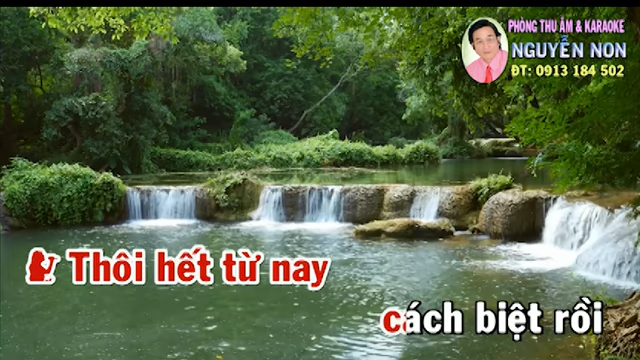 PHÒNG THU ÂM & KARAOKE
NGUYỄN NON
ĐT: 0913 184 502
Thôi hết từ nay
cách biệt rồi